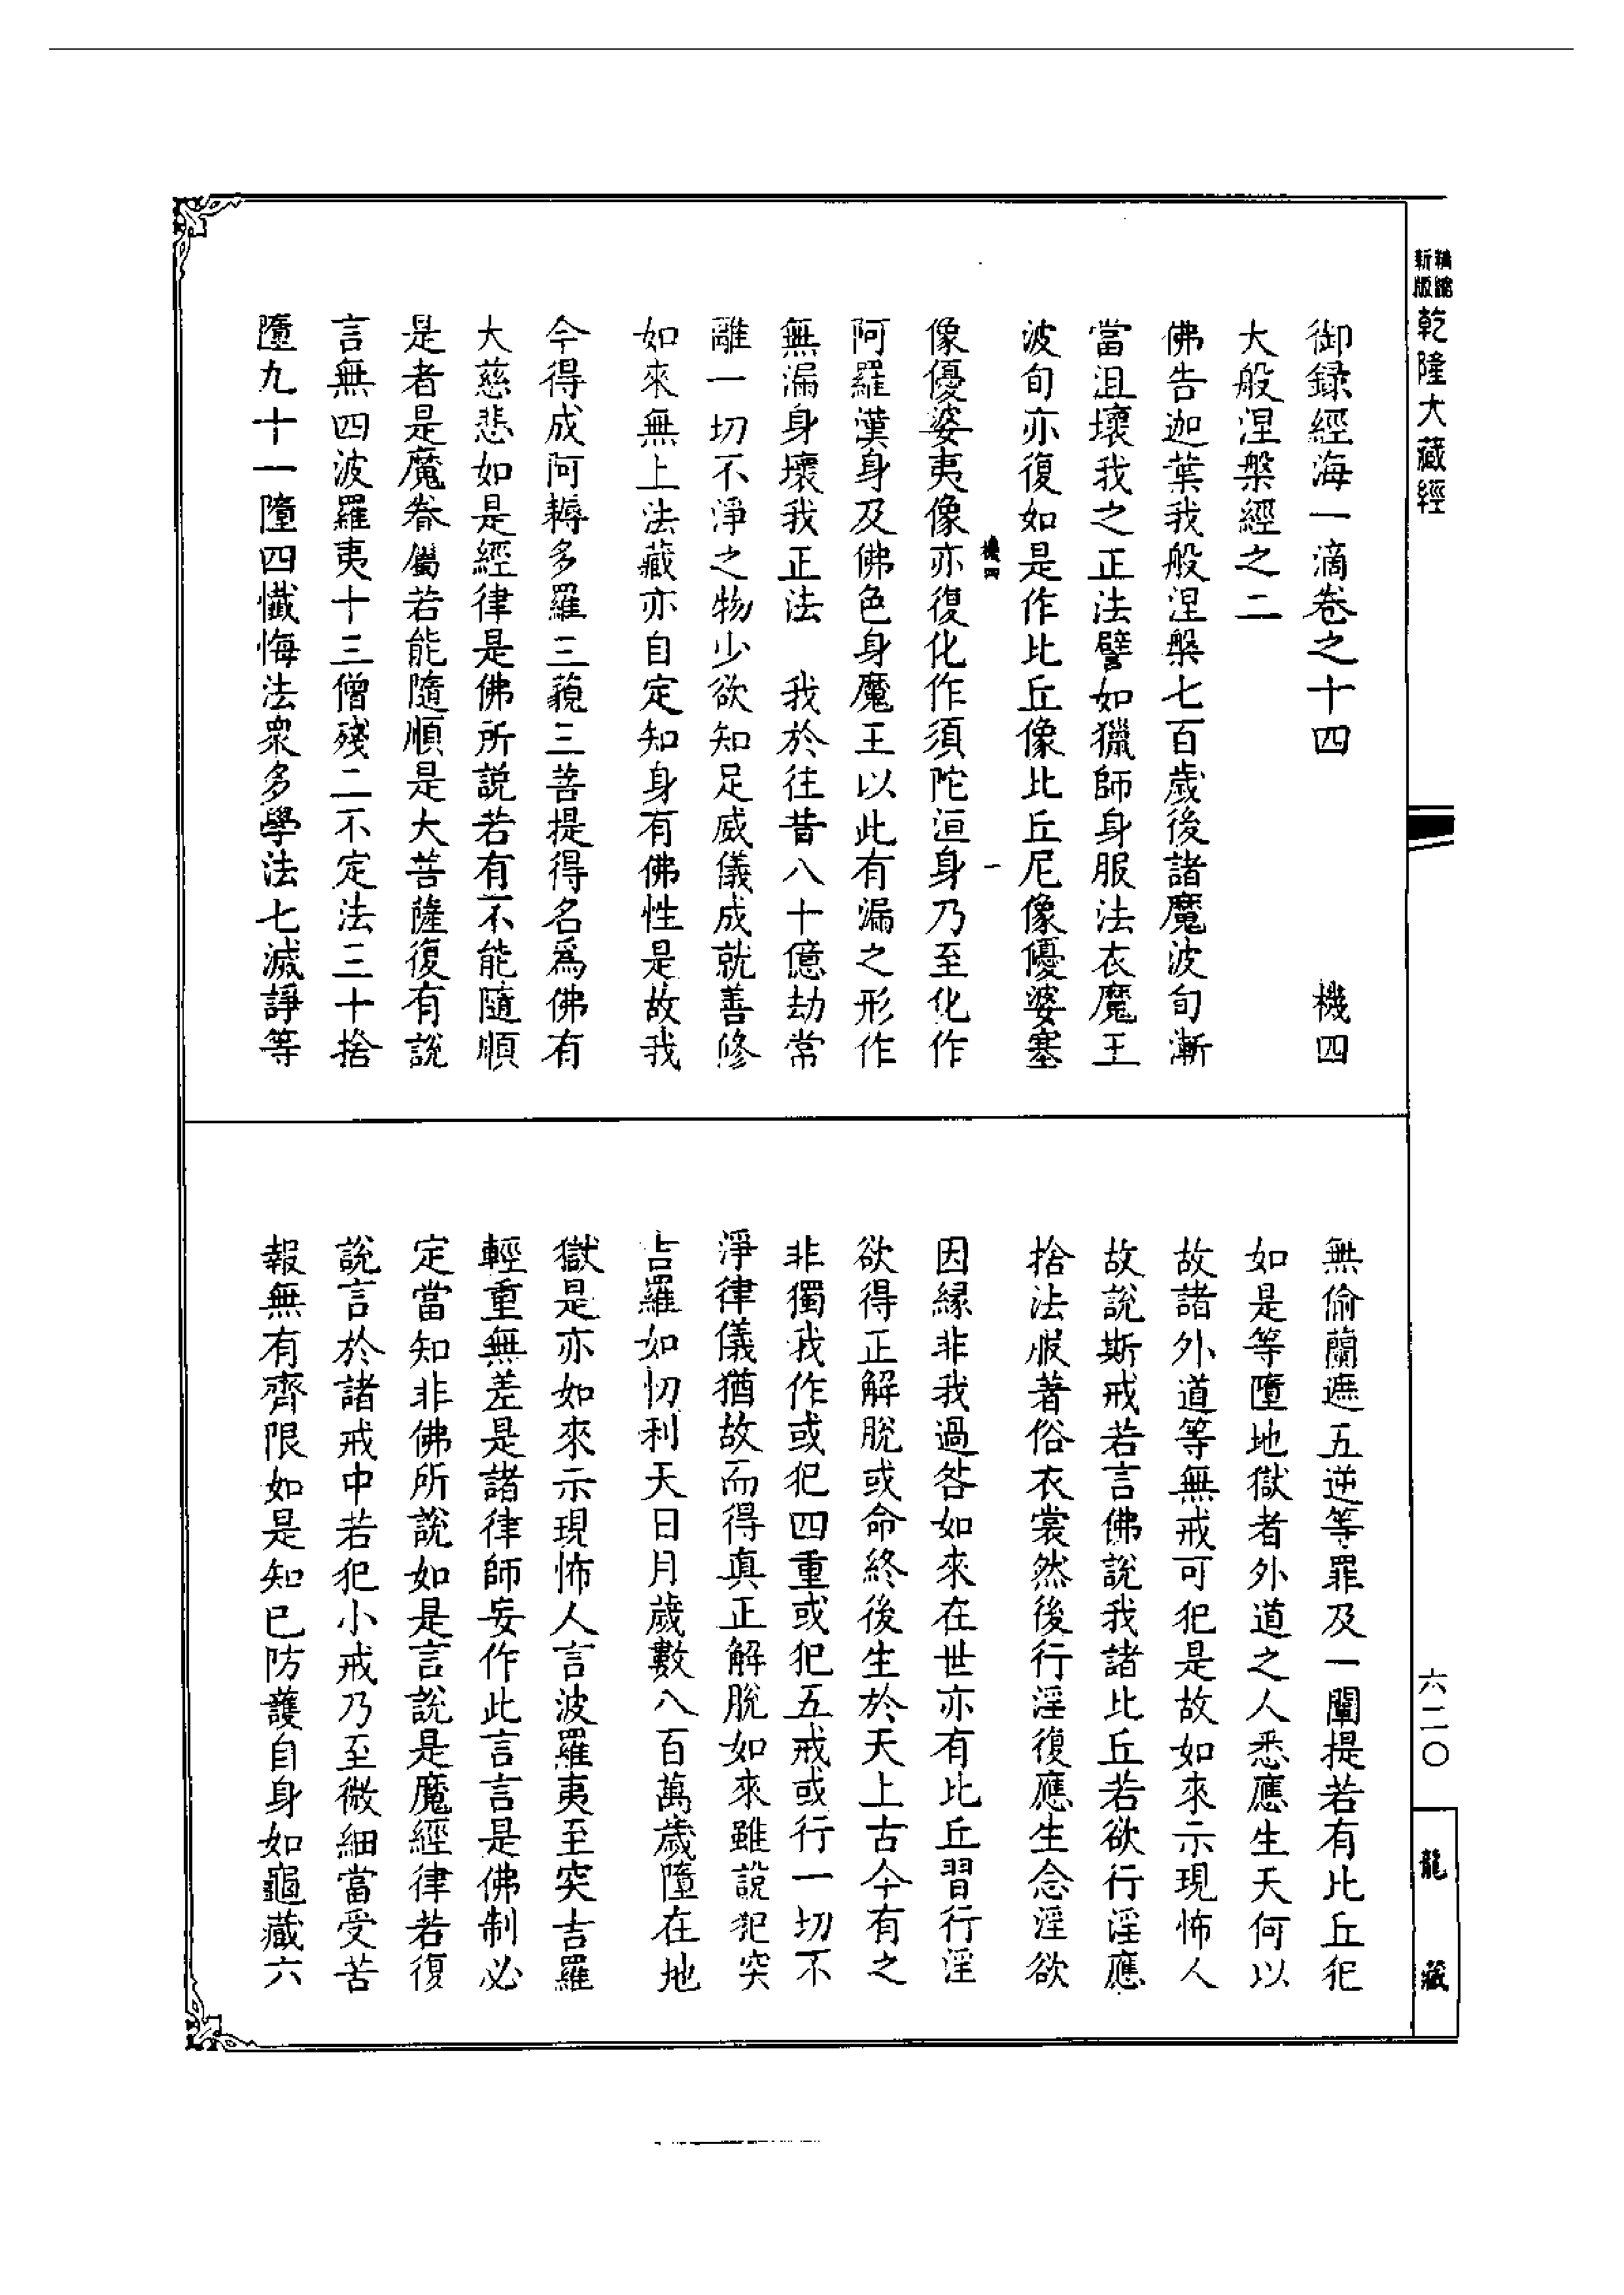 精縮新版乾隆大藏經
御録經海一滴卷之十四　機四
大般涅槃經之二
佛告迦葉我般涅槃七百歲後諸魔波旬漸
當沮壞我之正法譬如獵師身服法衣魔王
波旬亦復如是作比丘像比丘尼像優婆塞
機四　一
像優婆夷像亦復化作須陀洹身乃至化作
阿羅漢身及佛色身魔王以此有漏之形作
無漏身壞我正法　我於往昔八十億劫常
離一切不淨之物少欲知足威儀成就善修
如來無上法藏亦自定知身有佛性是故我
今得成阿耨多羅三藐三菩提得名爲佛有
大慈悲如是經律是佛所説若有不能隨順
是者是魔眷屬若能隨順是大菩薩復有説
言無四波羅夷十三僧殘二不定法三十捨
墮九十一墮四懺悔法衆多學法七滅諍等
無偷蘭遮五逆等罪及一闡提若有比丘犯
如是等墮地獄者外道之人悉應生天何以
故諸外道等無戒可犯是故如來示現怖人
故說斯戒若言佛說我諸比丘若欲行淫應
捨法服著俗衣裳然後行淫復應生念淫欲
因緣非我過咎如來在世亦有比丘習行淫
欲得正解脫或命終後生於天上古今有之
非獨我作或犯四重或犯五戒或行一切不
淨律儀猶故而得真正解脫如來雖說犯突
吉羅如忉利天日月歲數八百萬歲墮在地
獄是亦如來示現怖人言波羅夷至突吉羅
輕重無差是諸律師妄作此言言是佛制必
定當知非佛所說如是言說是魔經律若復
說言於諸戒中若犯小戒乃至微細當受苦
報無有齊限如是知已防護自身如龜藏六
六二〇
龍藏